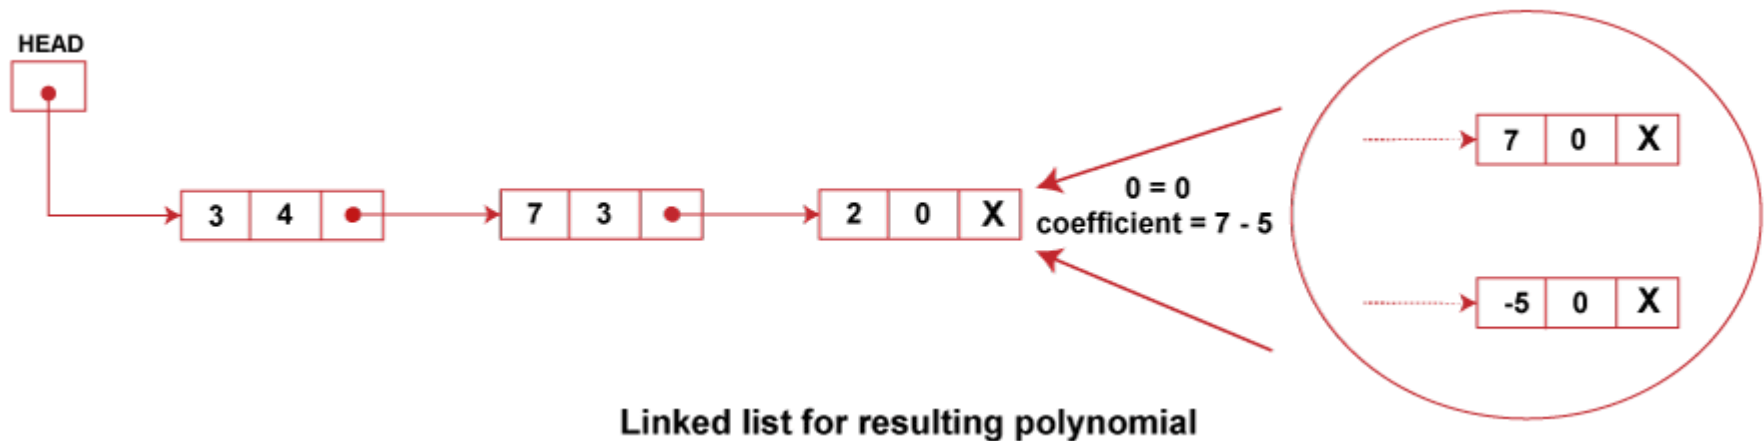 HEAD
3 4
7 3
2 0 X
0 = 0
coefficient = 7 - 5
7 0 X
-5 0 X
Linked list for resulting polynomial